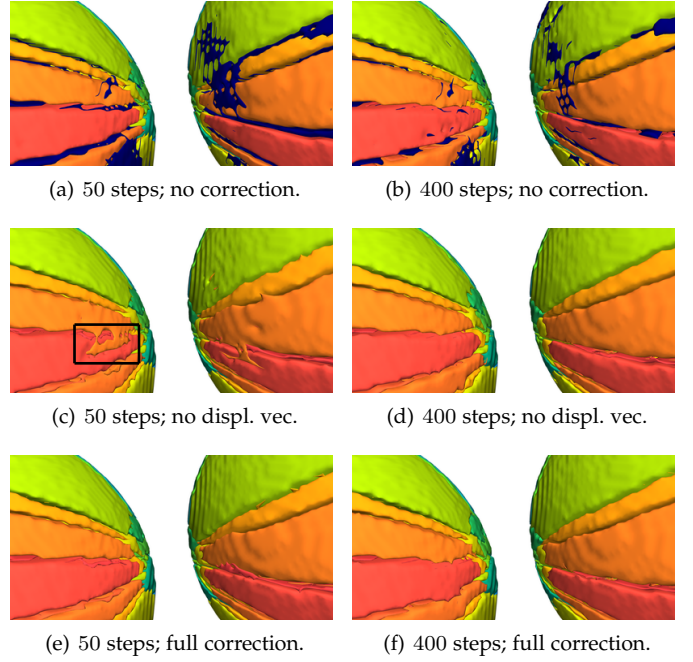 (a) 50 steps; no correction.
(b) 400 steps; no correction.
(c) 50 steps; no displ. vec.
(d) 400 steps; no displ. vec.
(e) 50 steps; full correction.
(f) 400 steps; full correction.